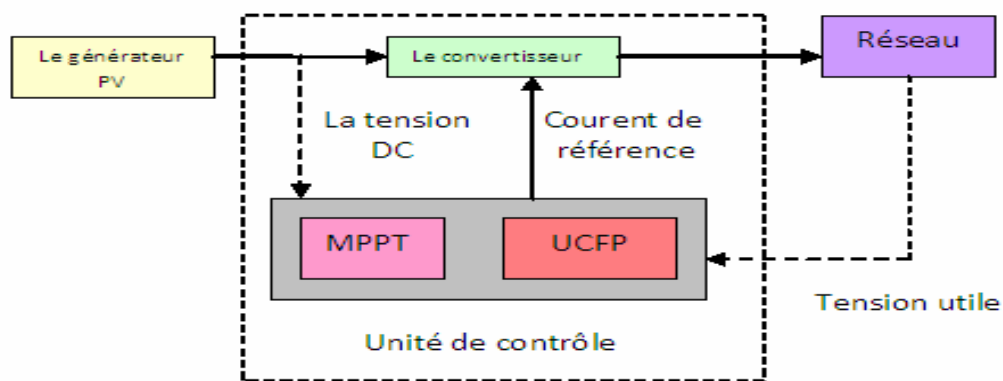 Le générateur
PV
Le convertisseur
Réseau
La tension
DC
Courent de
référence
MPPT
UCFP
Tension utile
Unité de contrôle